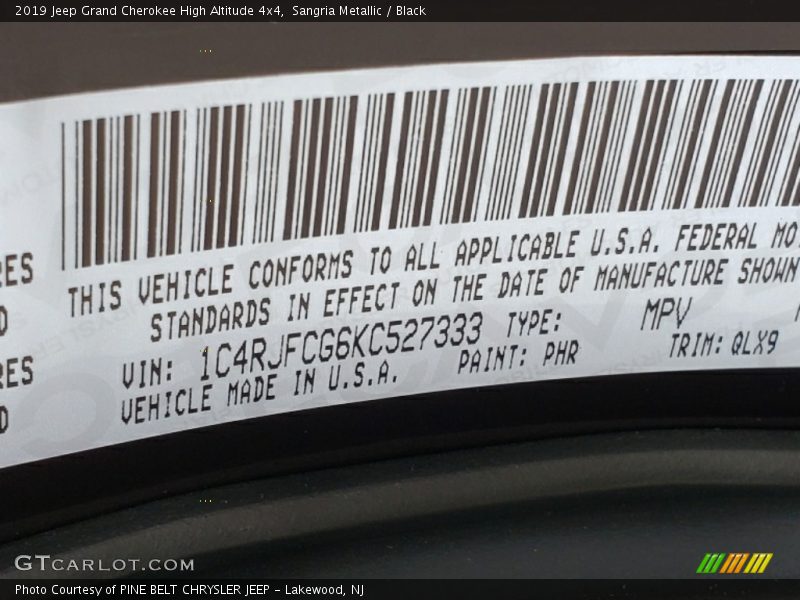 2019 Jeep Grand Cherokee High Altitude 4x4,  Sangria Metallic / Black
THIS VEHICLE CONFORMS TO ALL APPLICABLE U.S.A. FEDERAL MO
STANDARDS IN EFFECT ON THE DATE OF MANUFACTURE SHOWN
VIN: 1C4RJFCG6KC527333 TYPE: MPV
VEHICLE MADE IN U.S.A. PAINT: PHR TRIM: QLX9
RES
D
RES
D
GTCARLOT.COM
Photo Courtesy of PINE BELT CHRYSLER JEEP - Lakewood, NJ